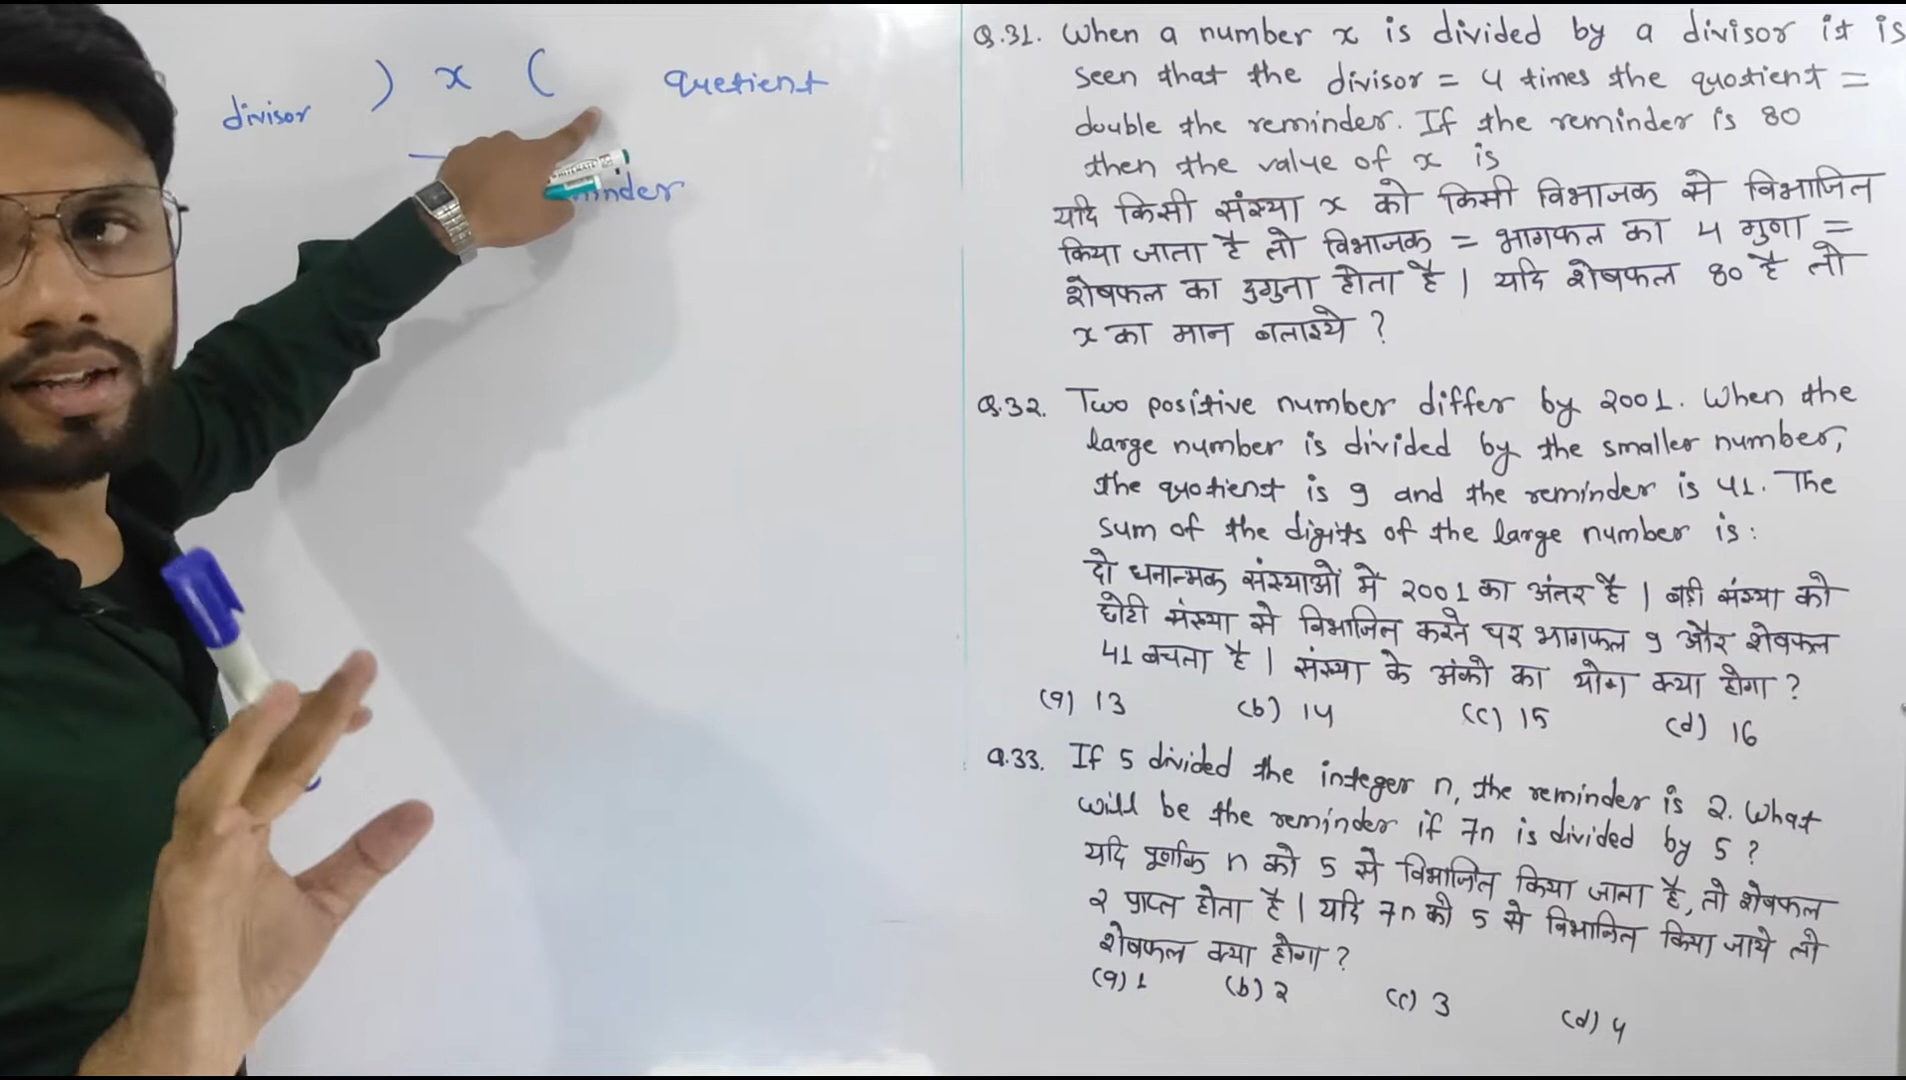 divisor ) x ( quetient
Q.31. When a number x is divided by a divisor it is
seen that the divisor = 4 times the quotient =
double the reminder. If the reminder is 80
then the value of x is
यदि किसी संख्या x को किसी विभाजक से विभाजित
किया जाता है तो विभाजक = भागफल का 4 गुणा =
शेषफल का दुगुना होता है । यदि शेषफल 80 है तो
x का मान बताइये ?
Q.32. Two positive number differ by 2001. When the
large number is divided by the smaller number,
the quotient is 9 and the reminder is 41. The
sum of the digits of the large number is :
दो धनात्मक संख्याओं में 2001 का अंतर है । बड़ी संख्या को
छोटी संख्या से विभाजित करने पर भागफल 9 और शेषफल
41 बचता है । संख्या के अंको का योग क्या होगा ?
(a) 13 (b) 14 (c) 15 (d) 16
Q.33. If 5 divided the integer n, the reminder is 2. What
will be the reminder if 7n is divided by 5 ?
यदि पूर्णांक n को 5 से विभाजित किया जाता है, तो शेषफल
2 प्राप्त होता है । यदि 7n को 5 से विभाजित किया जाये तो
शेषफल क्या होगा ?
(a) 1 (b) 2 (c) 3 (d) 4